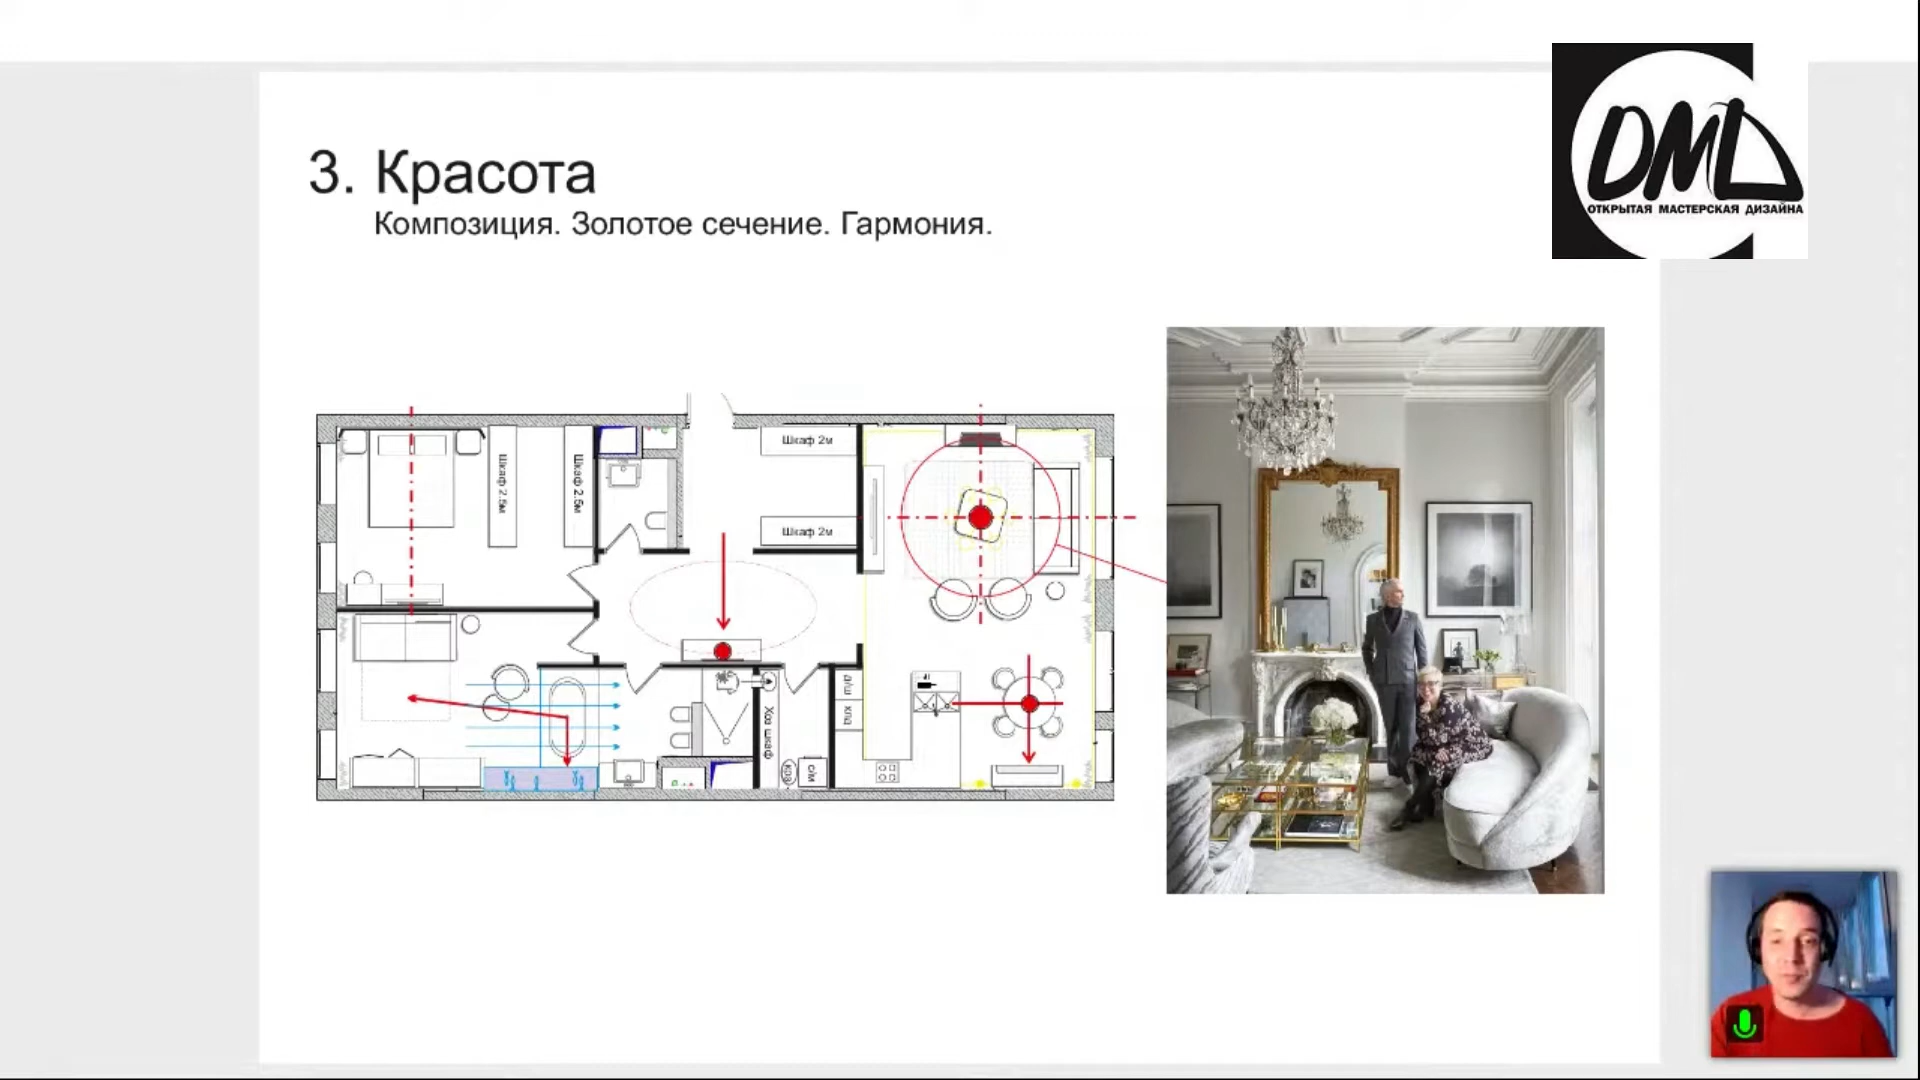 3. Красота
Композиция. Золотое сечение. Гармония.
DMD
ОТКРЫТАЯ МАСТЕРСКАЯ ДИЗАЙНА
Шкаф 2м
Шкаф 2.5м
Шкаф 2.5м
Шкаф 2м
Хоз шкаф